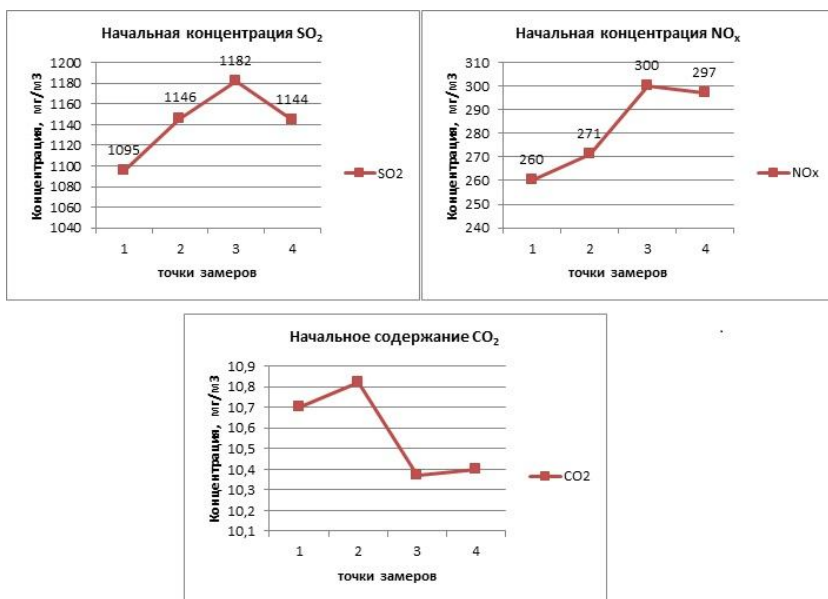 Начальная концентрация SO₂
Концентрация, мг/м3
1200
1180
1160
1140
1120
1100
1080
1060
1040
1095
1146
1182
1144
1 2 3 4
точки замеров
SO2
Начальная концентрация NOₓ
Концентрация, мг/м3
310
300
290
280
270
260
250
240
260
271
300
297
1 2 3 4
точки замеров
NOx
Начальное содержание CO₂
Концентрация, мг/м3
10,9
10,8
10,7
10,6
10,5
10,4
10,3
10,2
10,1
1 2 3 4
точки замеров
CO2